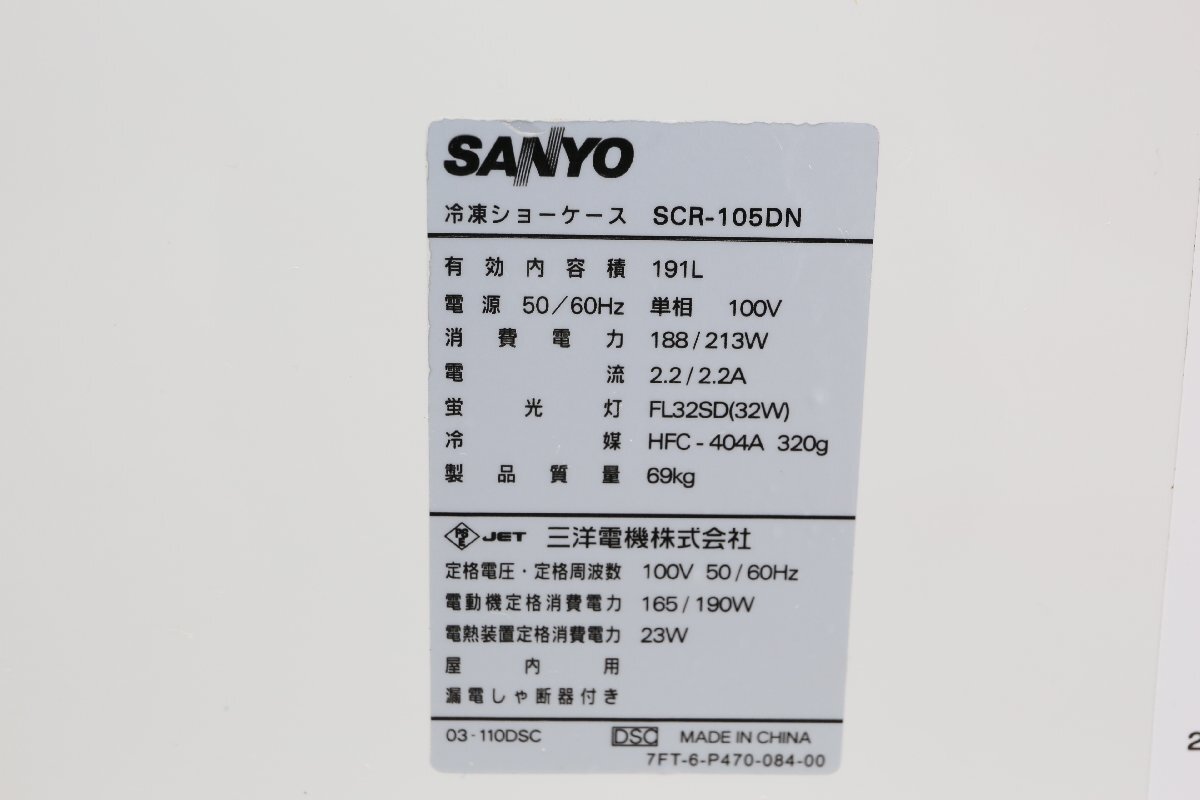 SANYO
冷凍ショーケース SCR-105DN
有効内容積 191L
電源 50/60Hz 単相 100V
消費電力 188/213W
電流 2.2/2.2A
蛍光灯 FL32SD(32W)
冷媒 HFC-404A 320g
製品質量 69kg
PSE JET 三洋電機株式会社
定格電圧・定格周波数 100V 50/60Hz
電動機定格消費電力 165/190W
電熱装置定格消費電力 23W
屋内用
漏電しゃ断器付き
03-110DSC DSC MADE IN CHINA
7FT-6-P470-084-00
2